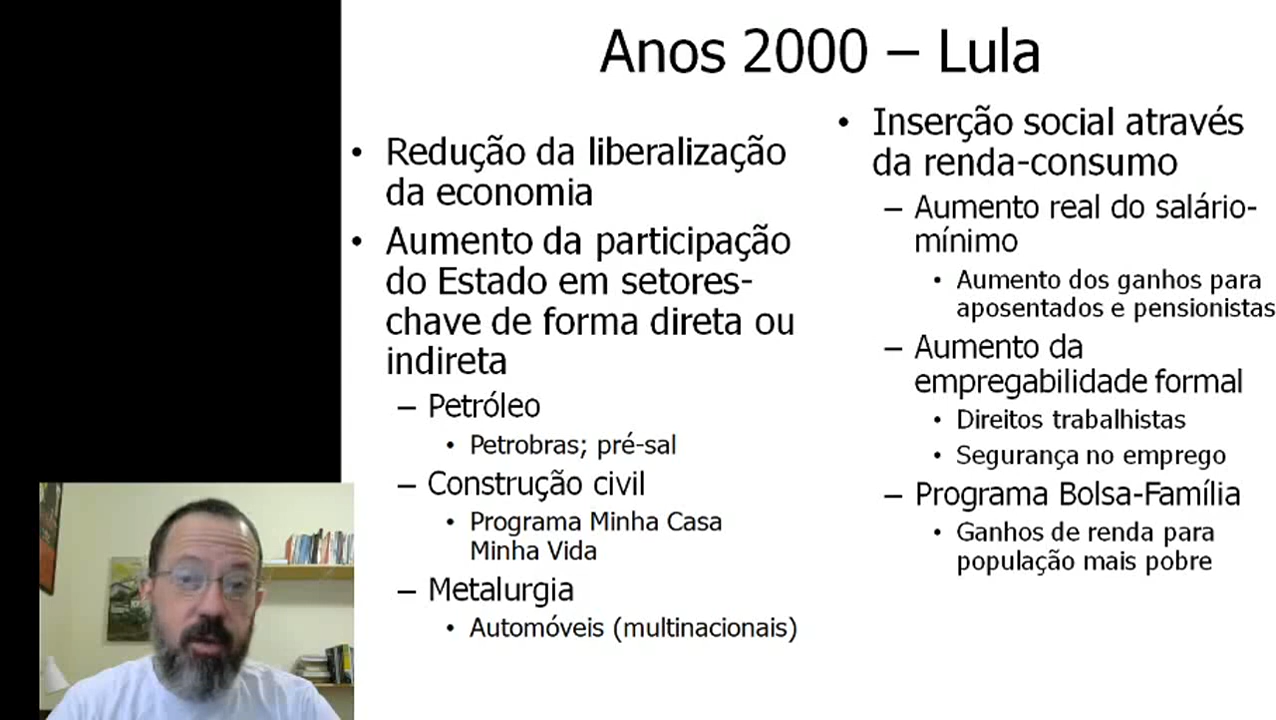 Anos 2000 – Lula
• Redução da liberalização
da economia
• Aumento da participação
do Estado em setores-
chave de forma direta ou
indireta
– Petróleo
• Petrobras; pré-sal
– Construção civil
• Programa Minha Casa
Minha Vida
– Metalurgia
• Automóveis (multinacionais)
• Inserção social através
da renda-consumo
– Aumento real do salário-
mínimo
• Aumento dos ganhos para
aposentados e pensionistas
– Aumento da
empregabilidade formal
• Direitos trabalhistas
• Segurança no emprego
– Programa Bolsa-Família
• Ganhos de renda para
população mais pobre